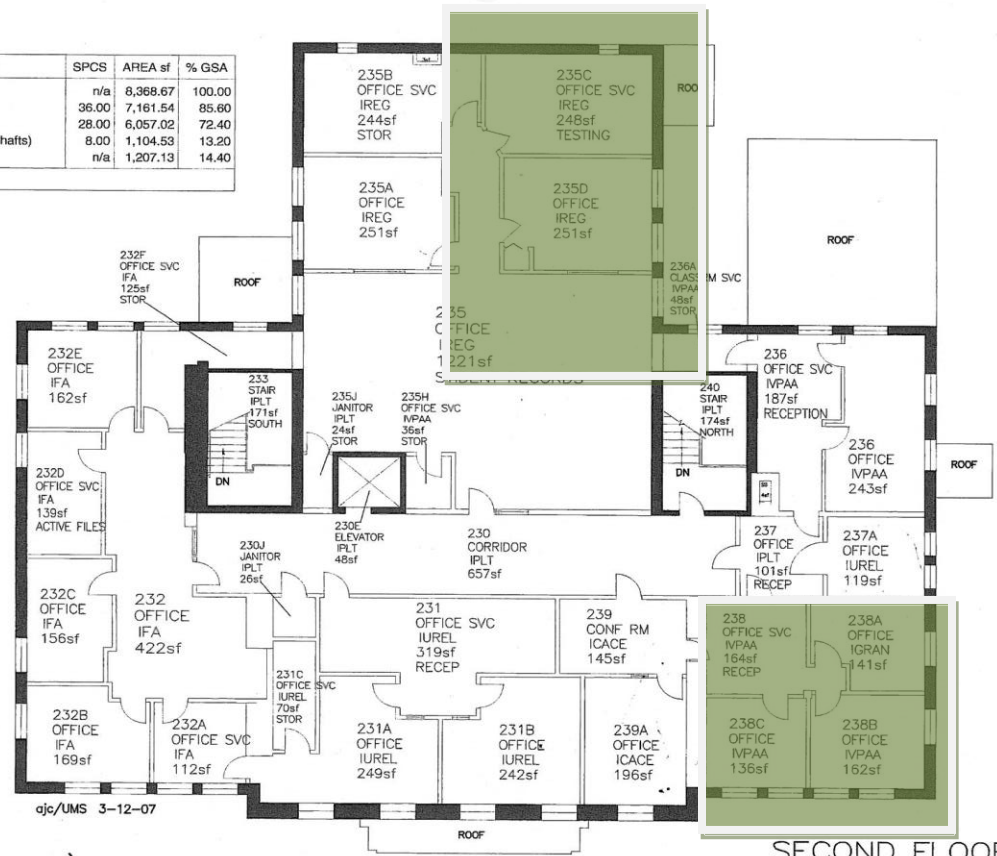 SPCS AREA sf % GSA
n/a 8,368.67 100.00
36.00 7,161.54 85.60
28.00 6,057.02 72.40
hafts) 8.00 1,104.53 13.20
n/a 1,207.13 14.40
235B
OFFICE SVC
IREG
244sf
STOR
235C
OFFICE SVC
IREG
248sf
TESTING
ROO
235A
OFFICE
IREG
251sf
235D
OFFICE
IREG
251sf
ROOF
232F
OFFICE SVC
IFA
125sf
STOR
ROOF
236A
CLASSRM SVC
IVPAA
48sf
STOR
235
OFFICE
IREG
1221sf
STUDENT RECORDS
232E
OFFICE
IFA
162sf
233
STAIR
IPLT
171sf
SOUTH
DN
235J
JANITOR
IPLT
24sf
STOR
235H
OFFICE SVC
IVPAA
36sf
STOR
240
STAIR
IPLT
174sf
NORTH
DN
236
OFFICE SVC
IVPAA
187sf
RECEPTION
236
OFFICE
IVPAA
243sf
ROOF
232D
OFFICE SVC
IFA
139sf
ACTIVE FILES
230E
ELEVATOR
IPLT
48sf
230J
JANITOR
IPLT
26sf
230
CORRIDOR
IPLT
657sf
237
OFFICE
IPLT
101sf
RECEP
237A
OFFICE
IUREL
119sf
232C
OFFICE
IFA
156sf
232
OFFICE
IFA
422sf
231
OFFICE SVC
IUREL
319sf
RECEP
239
CONF RM
ICACE
145sf
238
OFFICE SVC
IVPAA
164sf
RECEP
238A
OFFICE
IGRAN
141sf
231C
OFFICE SVC
IUREL
70sf
STOR
232B
OFFICE
IFA
169sf
232A
OFFICE SVC
IFA
112sf
231A
OFFICE
IUREL
249sf
231B
OFFICE
IUREL
242sf
239A
OFFICE
ICACE
196sf
238C
OFFICE
IVPAA
136sf
238B
OFFICE
IVPAA
162sf
ajc/UMS 3-12-07
ROOF
SECOND FLOOR